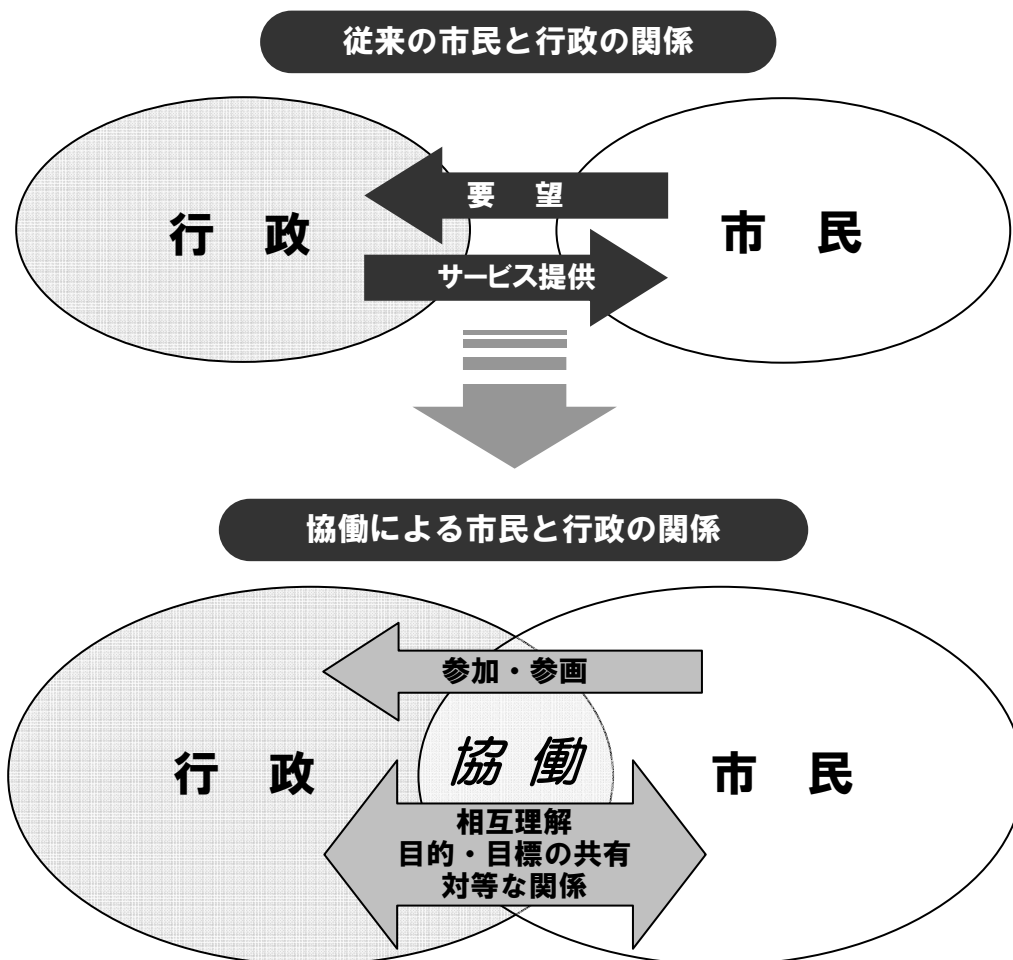 従来の市民と行政の関係
要 望
行 政
市 民
サービス提供
協働による市民と行政の関係
参加・参画
協 働
行 政
市 民
相互理解
目的・目標の共有
対等な関係